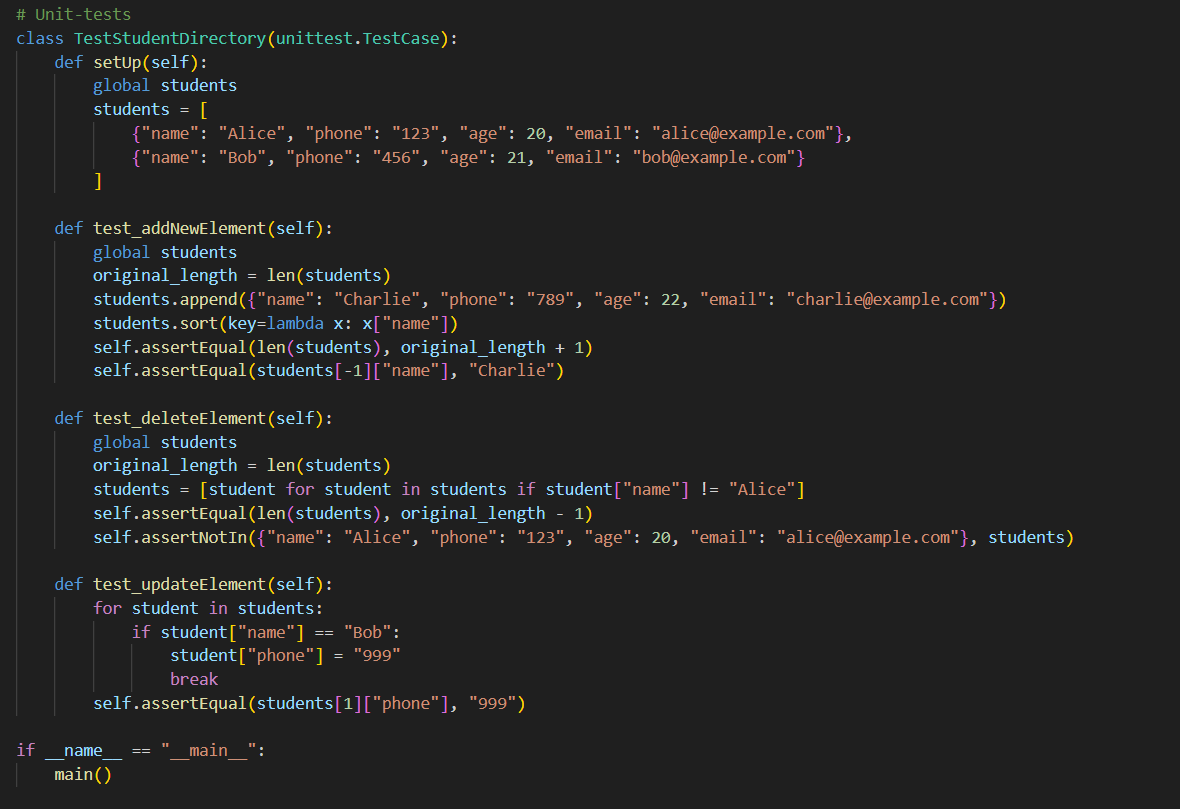 # Unit-tests
class TestStudentDirectory(unittest.TestCase):
    def setUp(self):
        global students
        students = [
            {"name": "Alice", "phone": "123", "age": 20, "email": "alice@example.com"},
            {"name": "Bob", "phone": "456", "age": 21, "email": "bob@example.com"}
        ]

    def test_addNewElement(self):
        global students
        original_length = len(students)
        students.append({"name": "Charlie", "phone": "789", "age": 22, "email": "charlie@example.com"})
        students.sort(key=lambda x: x["name"])
        self.assertEqual(len(students), original_length + 1)
        self.assertEqual(students[-1]["name"], "Charlie")

    def test_deleteElement(self):
        global students
        original_length = len(students)
        students = [student for student in students if student["name"] != "Alice"]
        self.assertEqual(len(students), original_length - 1)
        self.assertNotIn({"name": "Alice", "phone": "123", "age": 20, "email": "alice@example.com"}, students)

    def test_updateElement(self):
        for student in students:
            if student["name"] == "Bob":
                student["phone"] = "999"
                break
        self.assertEqual(students[1]["phone"], "999")

if __name__ == "__main__":
    main()